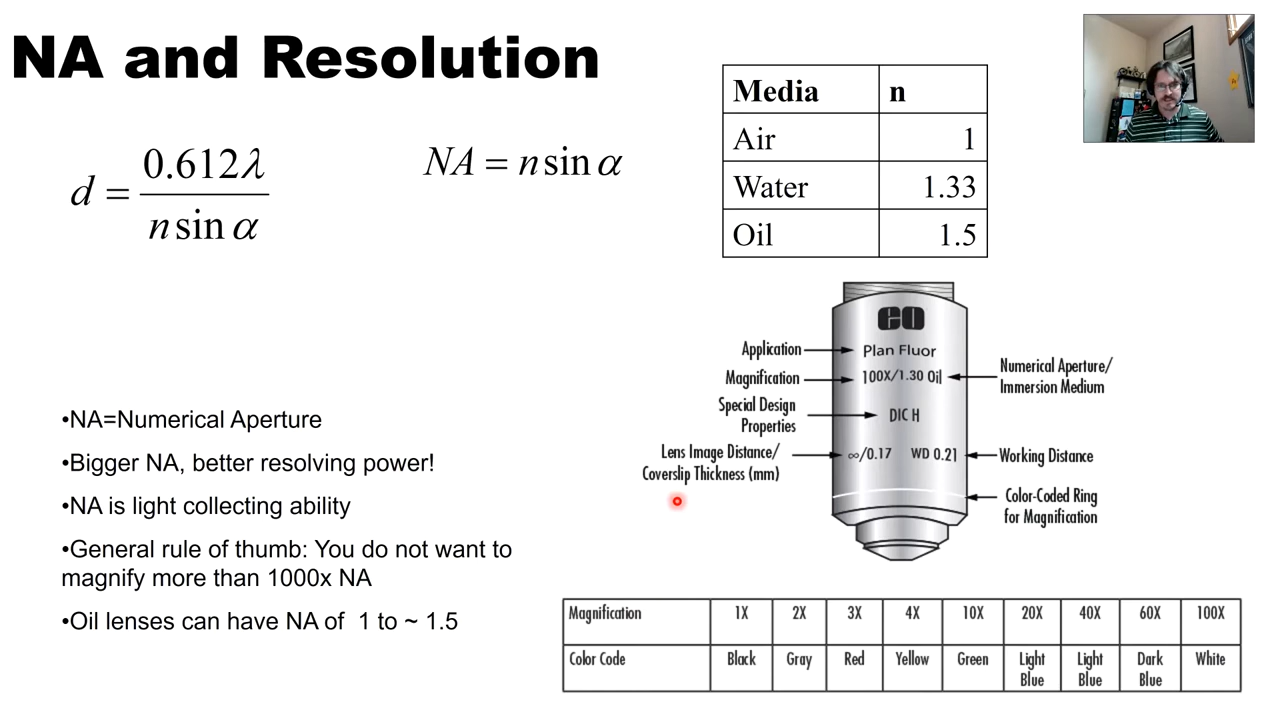 NA and Resolution
d = 0.612λ / n sin α
NA = n sin α
Media n
Air 1
Water 1.33
Oil 1.5
•NA=Numerical Aperture
•Bigger NA, better resolving power!
•NA is light collecting ability
•General rule of thumb: You do not want to
magnify more than 1000x NA
•Oil lenses can have NA of 1 to ~ 1.5
eo
Application
Plan Fluor
Magnification
100X/1.30 Oil
Numerical Aperture/
Immersion Medium
Special Design
Properties
DIC H
Lens Image Distance/
Coverslip Thickness (mm)
∞/0.17 WD 0.21
Working Distance
Color-Coded Ring
for Magnification
Magnification 1X 2X 3X 4X 10X 20X 40X 60X 100X
Color Code Black Gray Red Yellow Green Light Blue Light Blue Dark Blue White